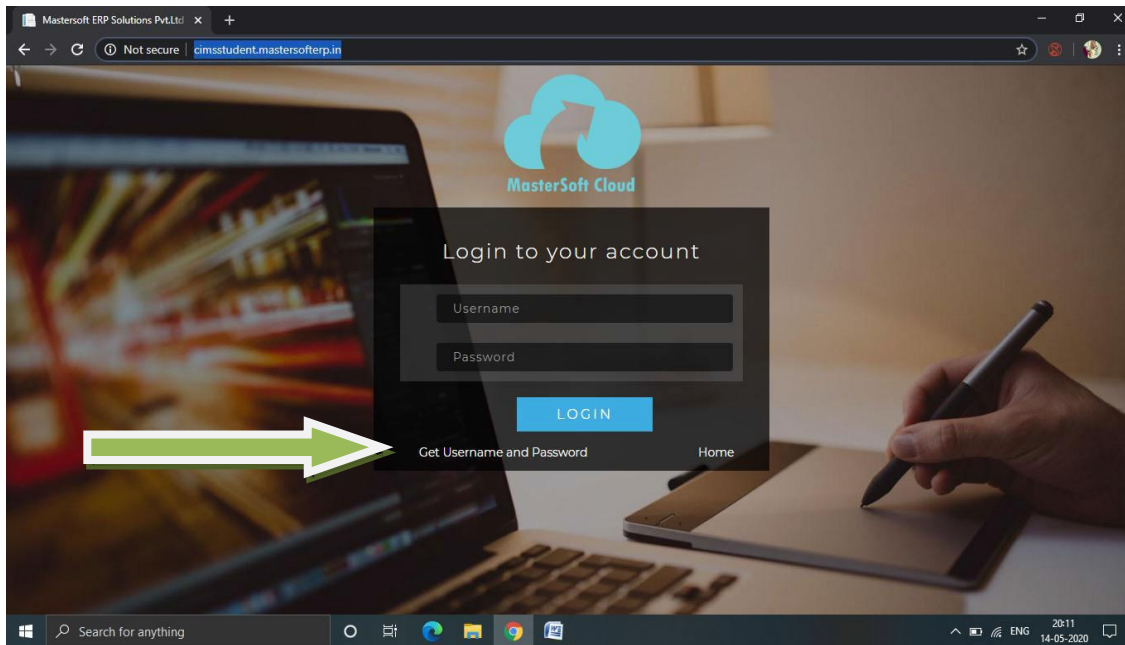 Mastersoft ERP Solutions Pvt.Ltd
Not secure | cimsstudent.mastersofterp.in
MasterSoft Cloud
Login to your account
Username
Password
LOGIN
Get Username and Password Home
Search for anything
ENG
20:11
14-05-2020